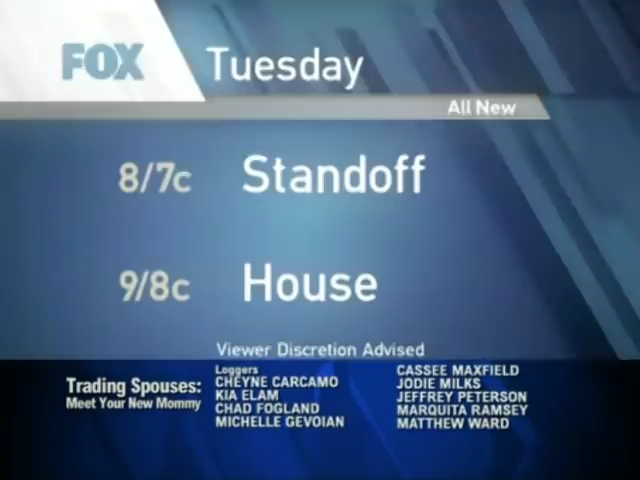 FOX Tuesday
All New
8/7c Standoff
9/8c House
Viewer Discretion Advised
Trading Spouses:
Meet Your New Mommy
Loggers
CHEYNE CARCAMO
KIA ELAM
CHAD FOGLAND
MICHELLE GEVOIAN
CASSEE MAXFIELD
JODIE MILKS
JEFFREY PETERSON
MARQUITA RAMSEY
MATTHEW WARD